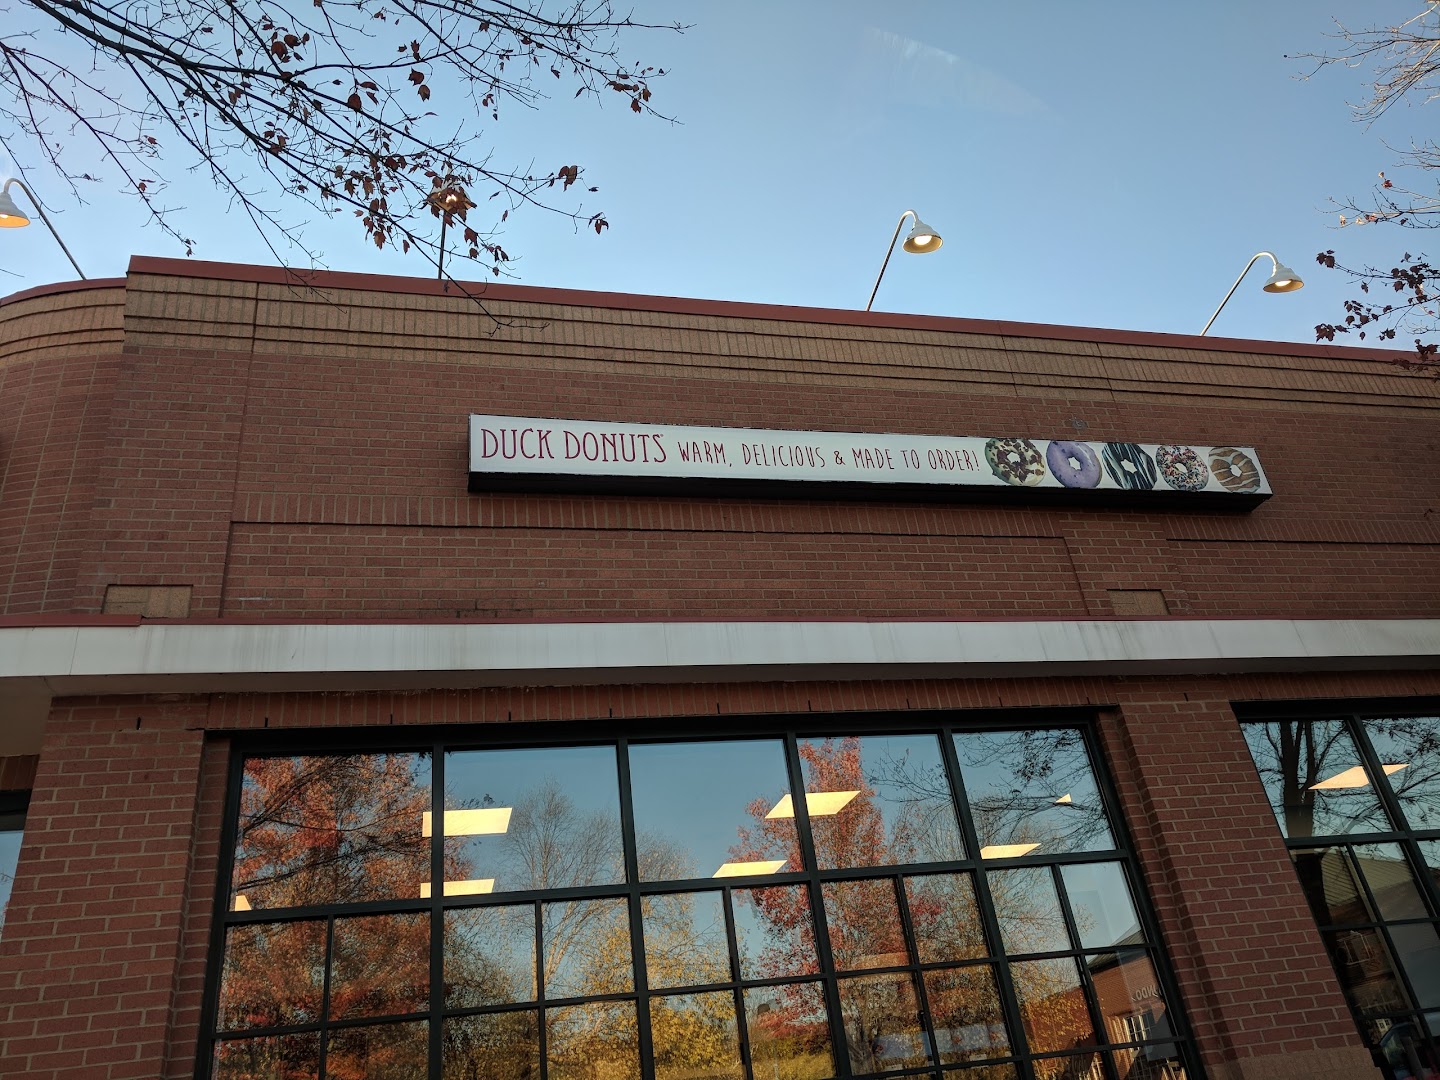 DUCK DONUTS WARM, DELICIOUS & MADE TO ORDER!